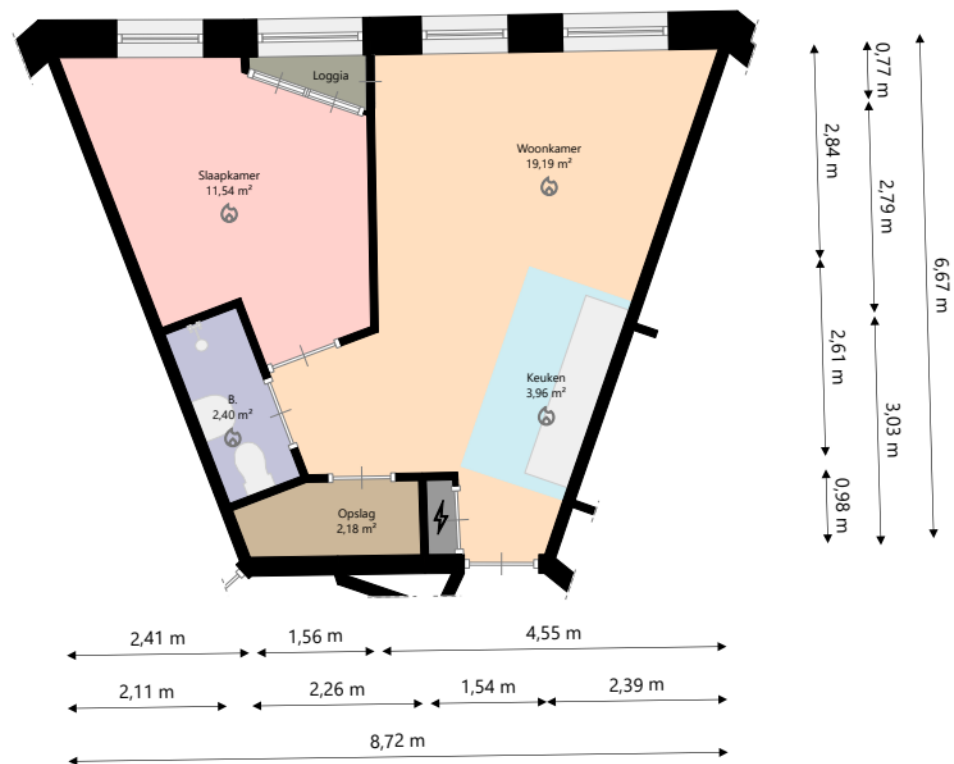 Loggia
Slaapkamer
11,54 m²
Woonkamer
19,19 m²
Keuken
3,96 m²
B.
2,40 m²
Opslag
2,18 m²
0,77 m
2,84 m
2,79 m
6,67 m
2,61 m
3,03 m
0,98 m
2,41 m
1,56 m
4,55 m
2,11 m
2,26 m
1,54 m
2,39 m
8,72 m